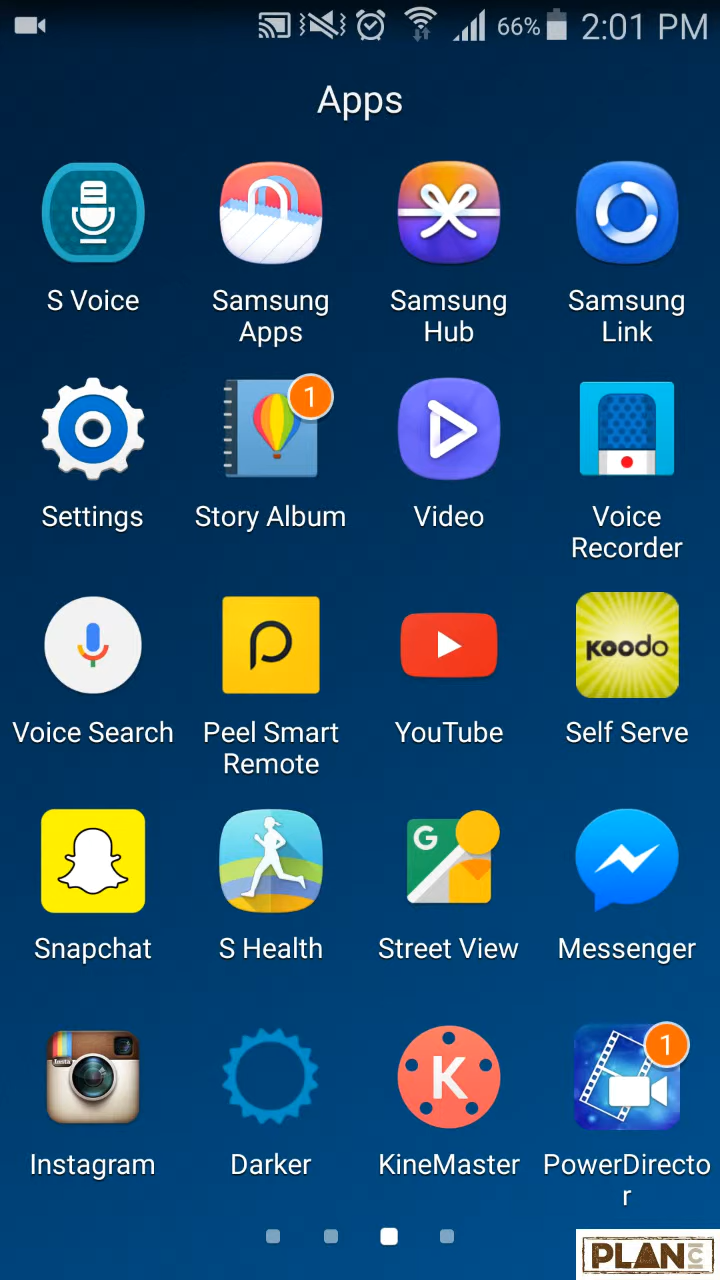 66% 2:01 PM
Apps
S Voice
Samsung Apps
Samsung Hub
Samsung Link
1
Settings
Story Album
Video
Voice Recorder
P
Voice Search
Peel Smart Remote
YouTube
koodo
Self Serve
G
Snapchat
S Health
Street View
Messenger
Insta
K
1
Instagram
Darker
KineMaster
PowerDirector
PLAN C